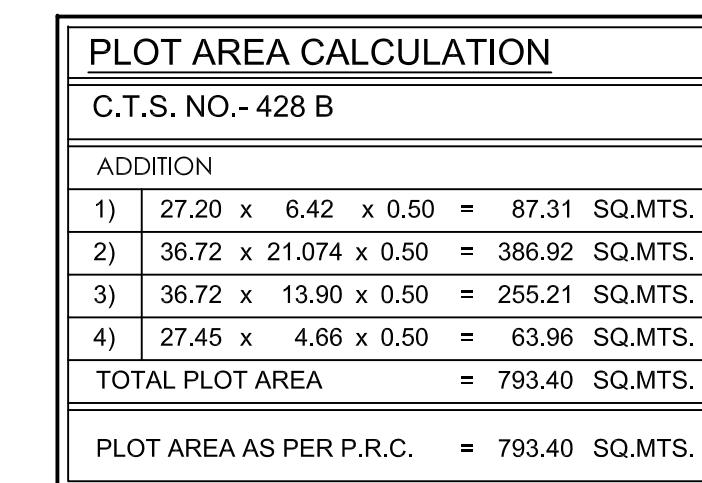 PLOT AREA CALCULATION
C.T.S. NO.- 428 B
ADDITION
1) 27.20 x 6.42 x 0.50 = 87.31 SQ.MTS.
2) 36.72 x 21.074 x 0.50 = 386.92 SQ.MTS.
3) 36.72 x 13.90 x 0.50 = 255.21 SQ.MTS.
4) 27.45 x 4.66 x 0.50 = 63.96 SQ.MTS.
TOTAL PLOT AREA = 793.40 SQ.MTS.
PLOT AREA AS PER P.R.C. = 793.40 SQ.MTS.